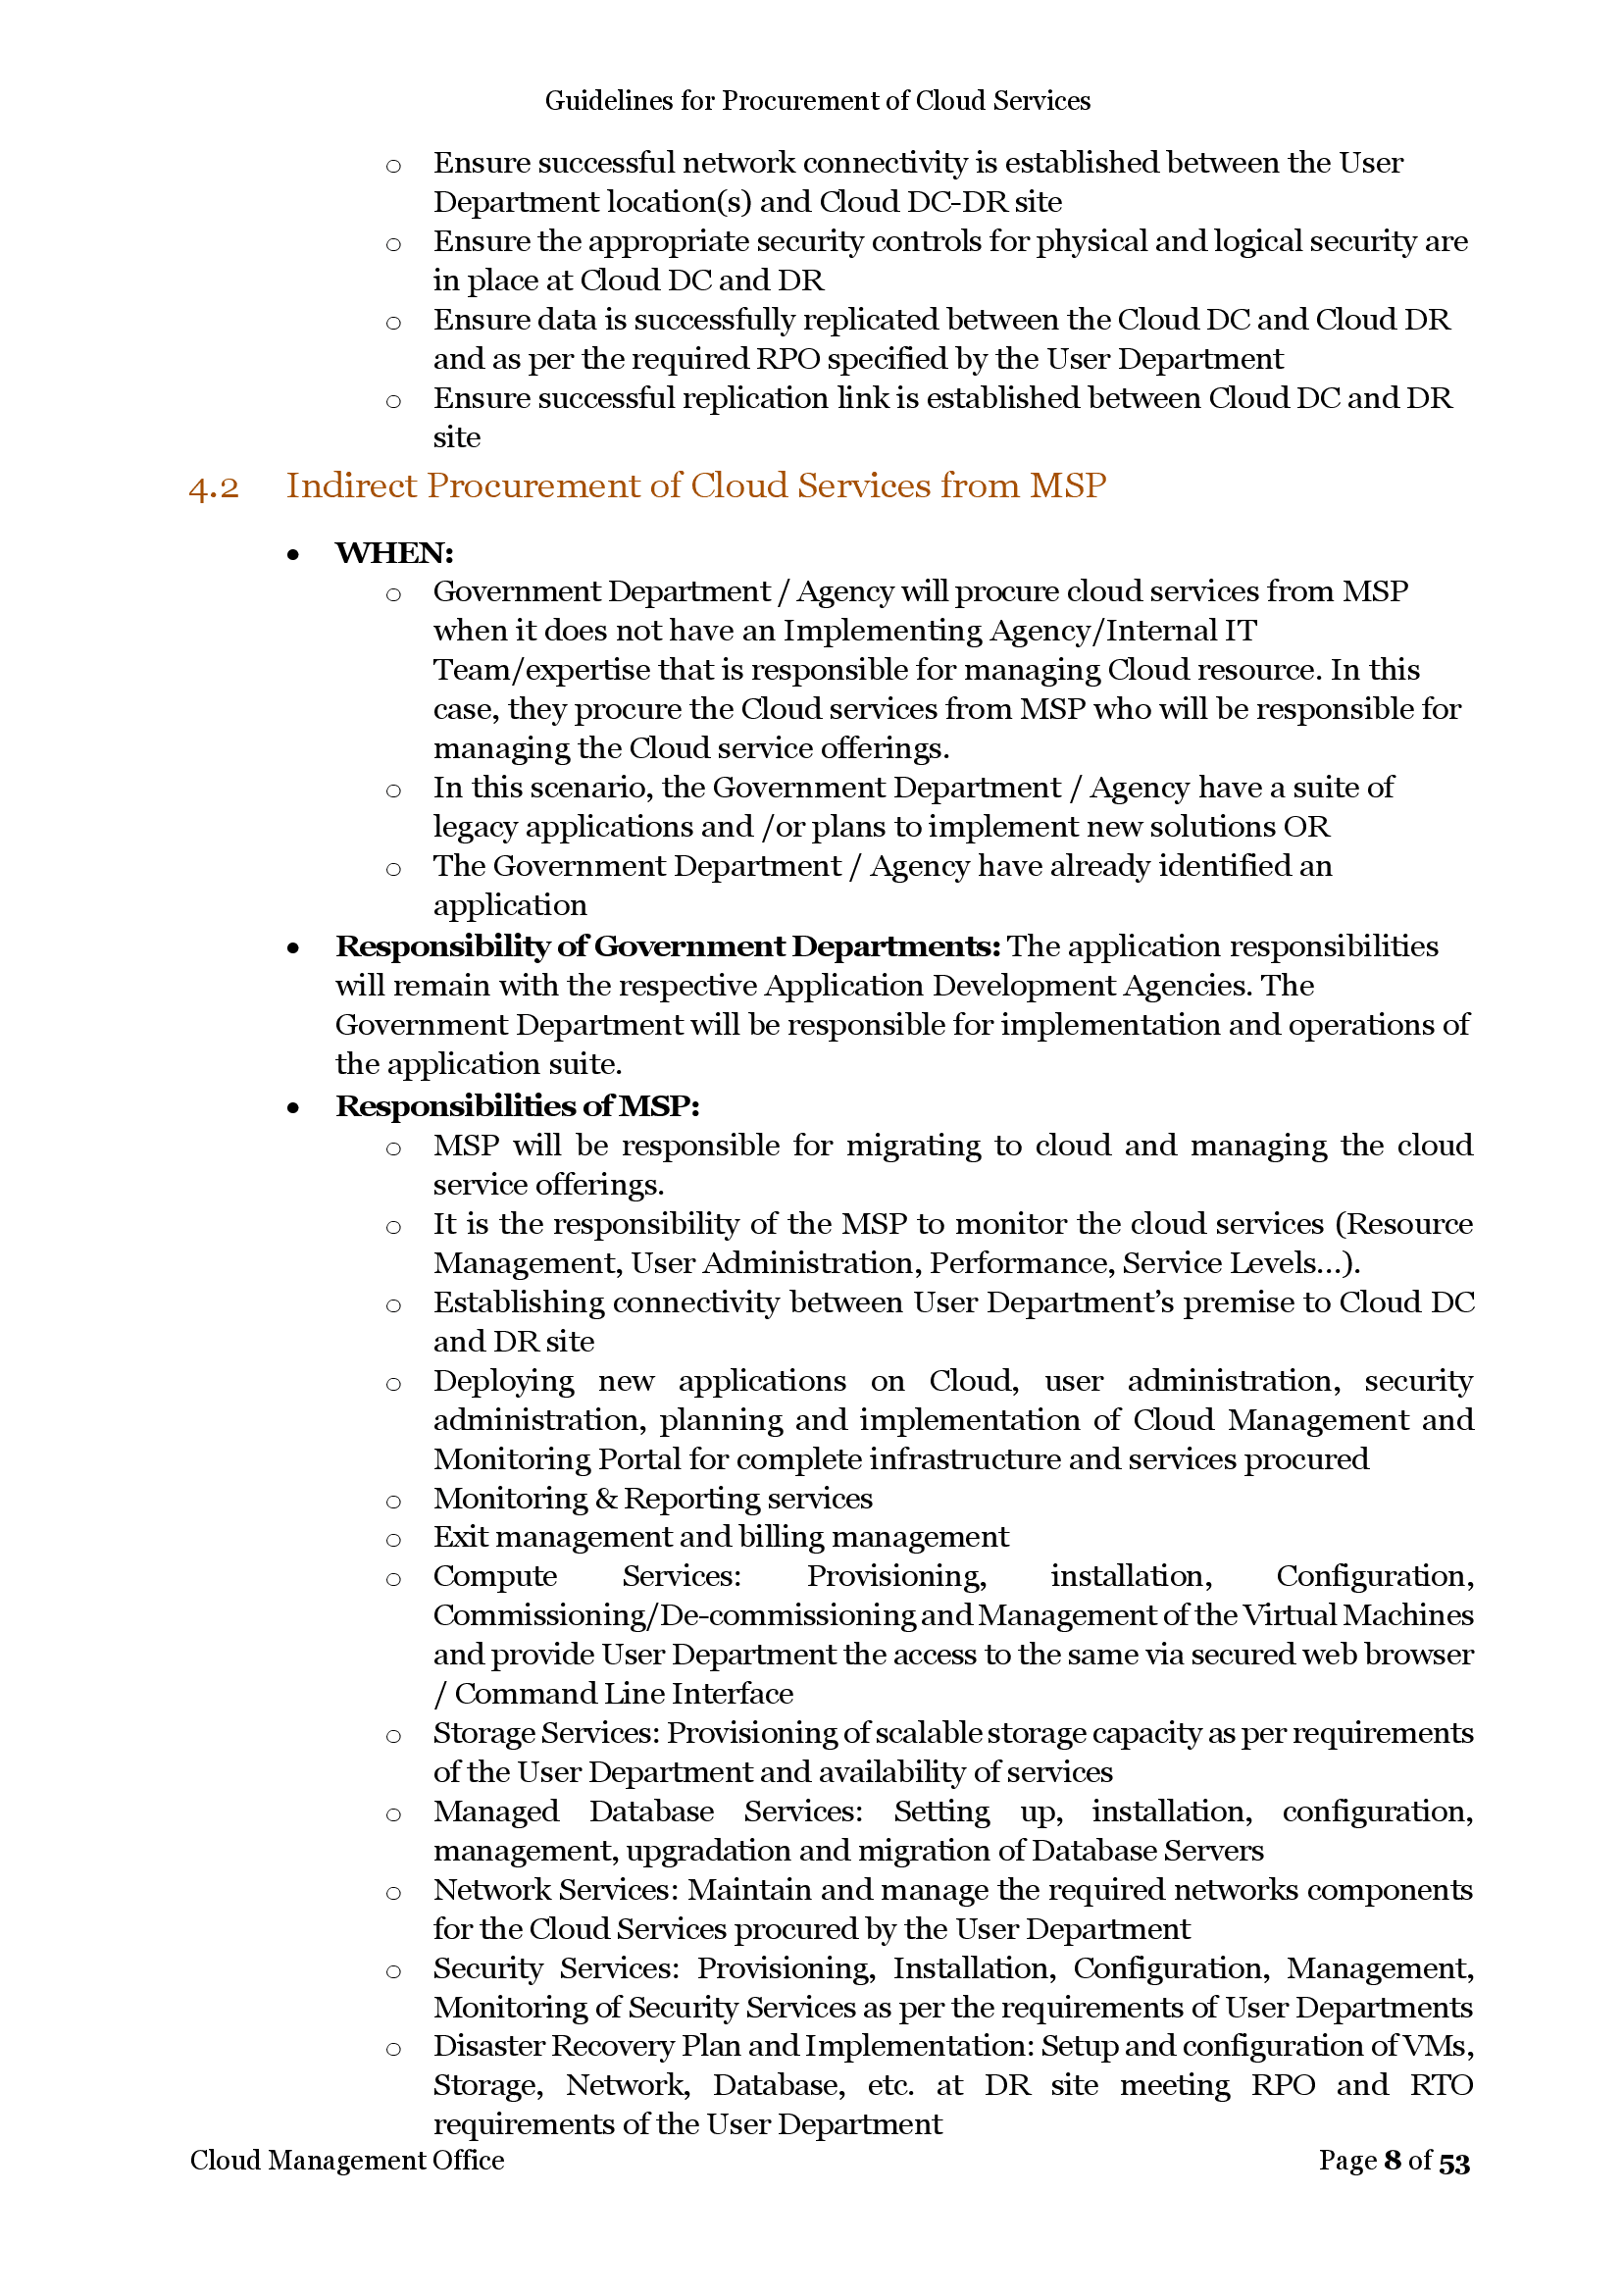 Guidelines for Procurement of Cloud Services
o Ensure successful network connectivity is established between the User
Department location(s) and Cloud DC-DR site
o Ensure the appropriate security controls for physical and logical security are
in place at Cloud DC and DR
o Ensure data is successfully replicated between the Cloud DC and Cloud DR
and as per the required RPO specified by the User Department
o Ensure successful replication link is established between Cloud DC and DR
site
4.2 Indirect Procurement of Cloud Services from MSP
• WHEN:
o Government Department / Agency will procure cloud services from MSP
when it does not have an Implementing Agency/Internal IT
Team/expertise that is responsible for managing Cloud resource. In this
case, they procure the Cloud services from MSP who will be responsible for
managing the Cloud service offerings.
o In this scenario, the Government Department / Agency have a suite of
legacy applications and /or plans to implement new solutions OR
o The Government Department / Agency have already identified an
application
• Responsibility of Government Departments: The application responsibilities
will remain with the respective Application Development Agencies. The
Government Department will be responsible for implementation and operations of
the application suite.
• Responsibilities of MSP:
o MSP will be responsible for migrating to cloud and managing the cloud
service offerings.
o It is the responsibility of the MSP to monitor the cloud services (Resource
Management, User Administration, Performance, Service Levels…).
o Establishing connectivity between User Department’s premise to Cloud DC
and DR site
o Deploying new applications on Cloud, user administration, security
administration, planning and implementation of Cloud Management and
Monitoring Portal for complete infrastructure and services procured
o Monitoring & Reporting services
o Exit management and billing management
o Compute Services: Provisioning, installation, Configuration,
Commissioning/De-commissioning and Management of the Virtual Machines
and provide User Department the access to the same via secured web browser
/ Command Line Interface
o Storage Services: Provisioning of scalable storage capacity as per requirements
of the User Department and availability of services
o Managed Database Services: Setting up, installation, configuration,
management, upgradation and migration of Database Servers
o Network Services: Maintain and manage the required networks components
for the Cloud Services procured by the User Department
o Security Services: Provisioning, Installation, Configuration, Management,
Monitoring of Security Services as per the requirements of User Departments
o Disaster Recovery Plan and Implementation: Setup and configuration of VMs,
Storage, Network, Database, etc. at DR site meeting RPO and RTO
requirements of the User Department
Cloud Management Office Page 8 of 53